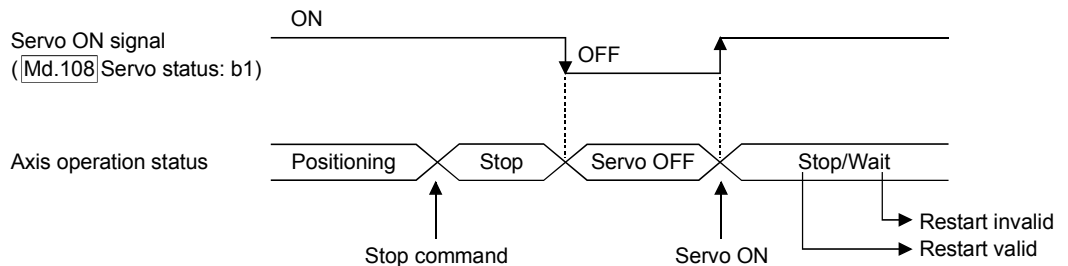 ON
Servo ON signal
OFF
( Md.108 Servo status: b1)
Axis operation status
Positioning
Stop
Servo OFF
Stop/Wait
Restart invalid
Restart valid
Stop command
Servo ON